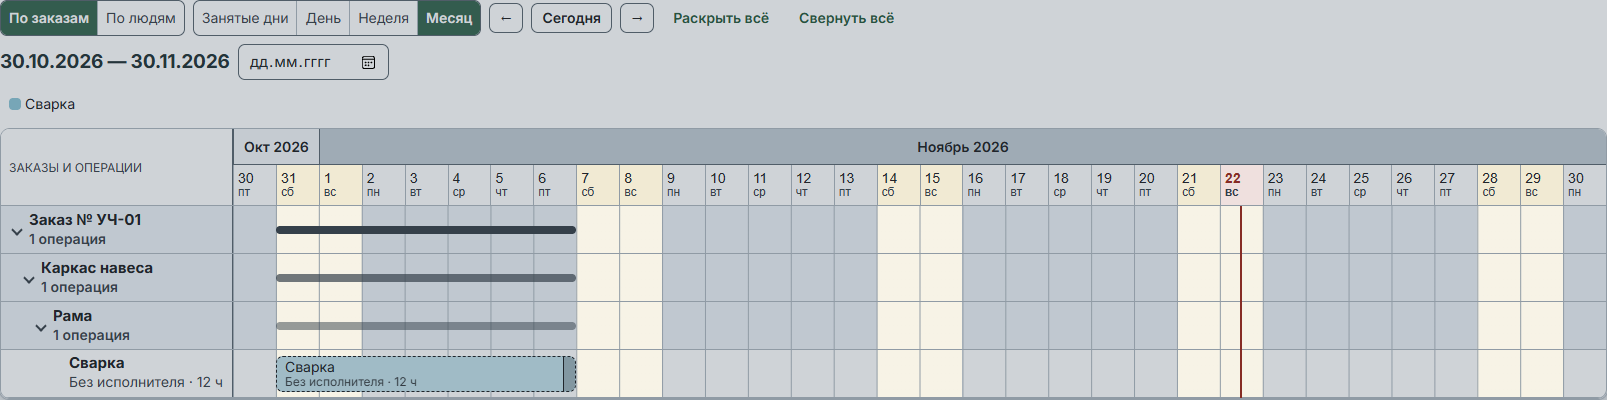 По заказам По людям Занятые дни День Неделя Месяц ← Сегодня → Раскрыть всё Свернуть всё
30.10.2026 — 30.11.2026 дд.мм.гггг
Сварка
ЗАКАЗЫ И ОПЕРАЦИИ Окт 2026 Ноябрь 2026
30 31 1 2 3 4 5 6 7 8 9 10 11 12 13 14 15 16 17 18 19 20 21 22 23 24 25 26 27 28 29 30
пт сб вс пн вт ср чт пт сб вс пн вт ср чт пт сб вс пн вт ср чт пт сб вс пн вт ср чт пт сб вс пн
Заказ № УЧ-01
1 операция
Каркас навеса
1 операция
Рама
1 операция
Сварка
Без исполнителя · 12 ч
Сварка
Без исполнителя · 12 ч